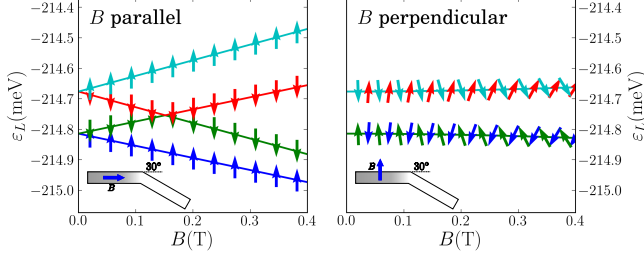 B parallel
−214.4
−214.5
−214.6
−214.7
−214.8
−214.9
−215.0
ε_L(meV)
30°
B
0.0 0.1 0.2 0.3 0.4
B(T)
B perpendicular
−214.4
−214.5
−214.6
−214.7
−214.8
−214.9
−215.0
ε_L(meV)
30°
B
0.0 0.1 0.2 0.3 0.4
B(T)